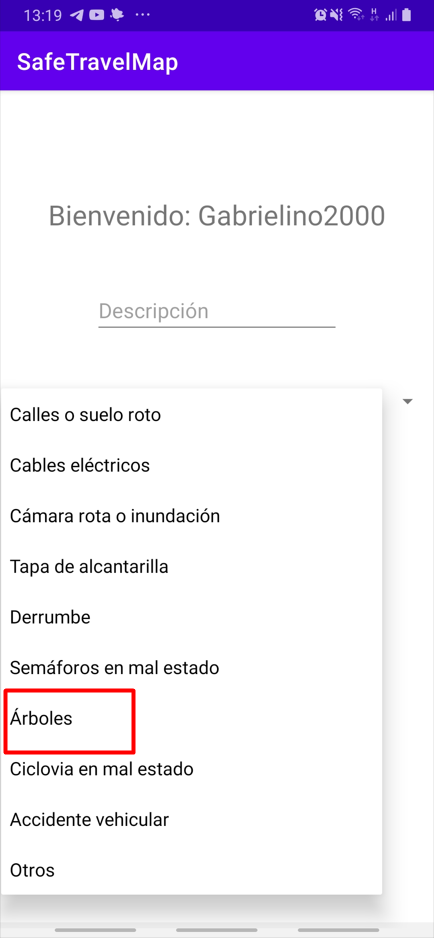 13:19
SafeTravelMap
Bienvenido: Gabrielino2000
Descripción
Calles o suelo roto
Cables eléctricos
Cámara rota o inundación
Tapa de alcantarilla
Derrumbe
Semáforos en mal estado
Árboles
Ciclovia en mal estado
Accidente vehicular
Otros